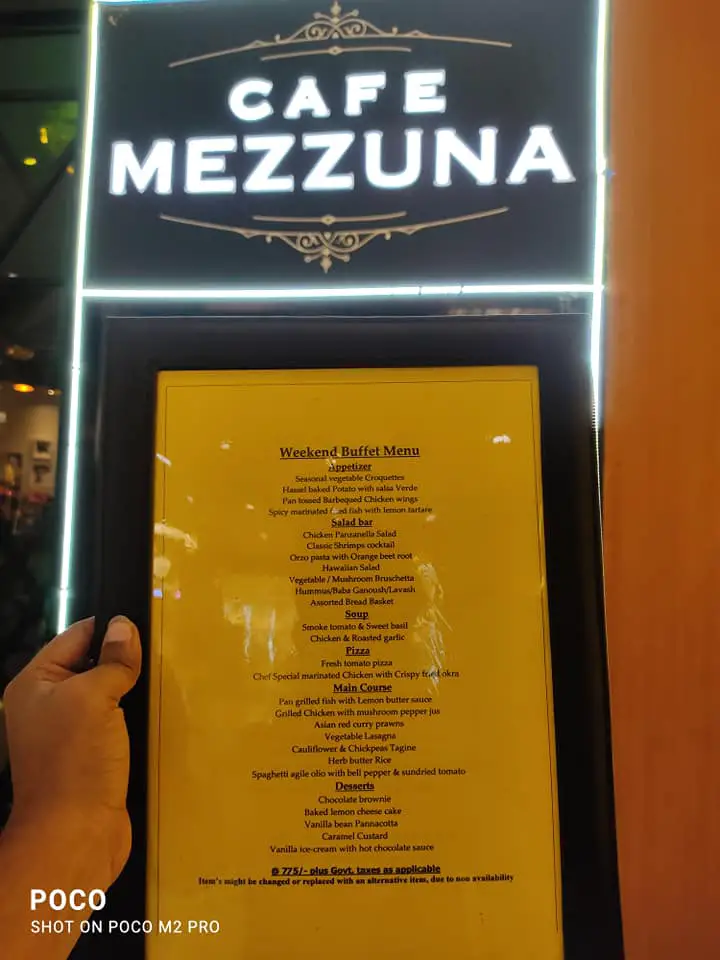 CAFE
MEZZUNA
Weekend Buffet Menu
Appetizer
Seasonal vegetable Croquettes
Hassel baked Potato with salsa Verde
Pan tossed Barbequed Chicken wings
Spicy marinated fried fish with lemon tartare
Salad bar
Chicken Panzanella Salad
Classic Shrimps cocktail
Orzo pasta with Orange beet root
Hawaiian Salad
Vegetable / Mushroom Bruschetta
Hummus/Baba Ganoush/Lavash
Assorted Bread Basket
Soup
Smoke tomato & Sweet basil
Chicken & Roasted garlic
Pizza
Fresh tomato pizza
Chef Special marinated Chicken with Crispy fried okra
Main Course
Pan grilled fish with Lemon butter sauce
Grilled Chicken with mushroom pepper jus
Asian red curry prawns
Vegetable Lasagna
Cauliflower & Chickpeas Tagine
Herb butter Rice
Spaghetti agile olio with bell pepper & sundried tomato
Desserts
Chocolate brownie
Baked lemon cheese cake
Vanilla bean Pannacotta
Caramel Custard
Vanilla ice-cream with hot chocolate sauce
@ 775/- plus Govt. taxes as applicable
Item's might be changed or replaced with an alternative item, due to non availability
POCO
SHOT ON POCO M2 PRO